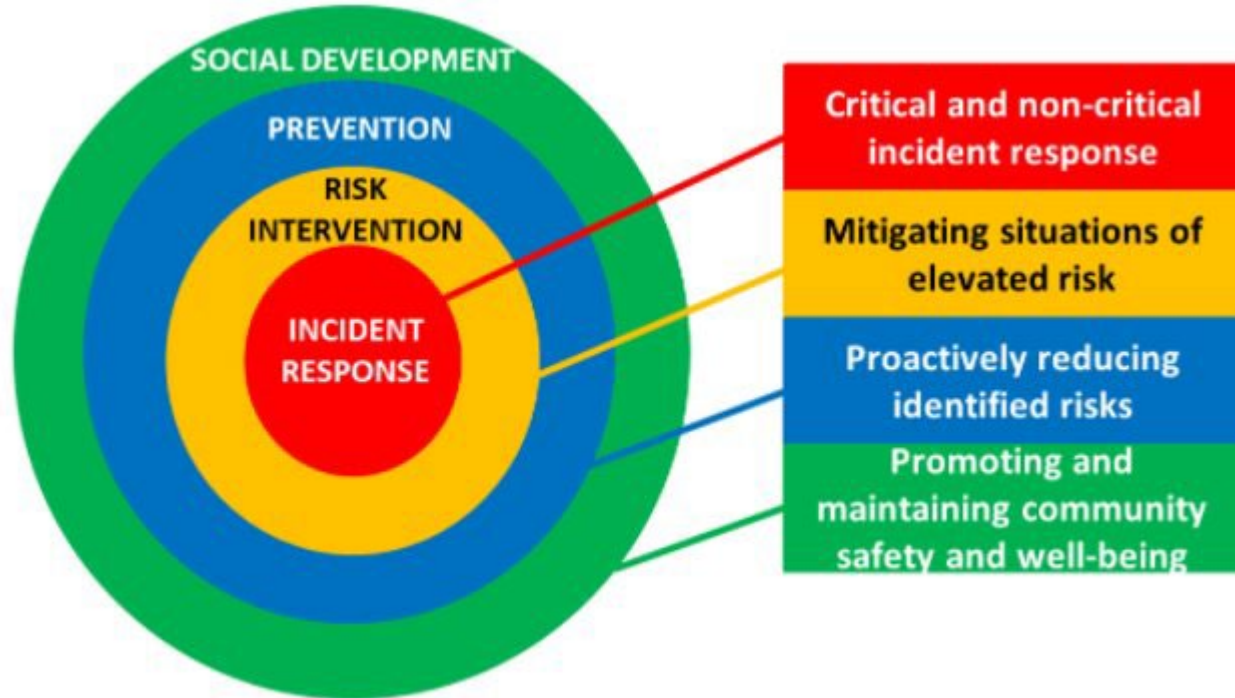 SOCIAL DEVELOPMENT
PREVENTION
RISK
INTERVENTION
INCIDENT
RESPONSE
Critical and non-critical
incident response
Mitigating situations of
elevated risk
Proactively reducing
identified risks
Promoting and
maintaining community
safety and well-being